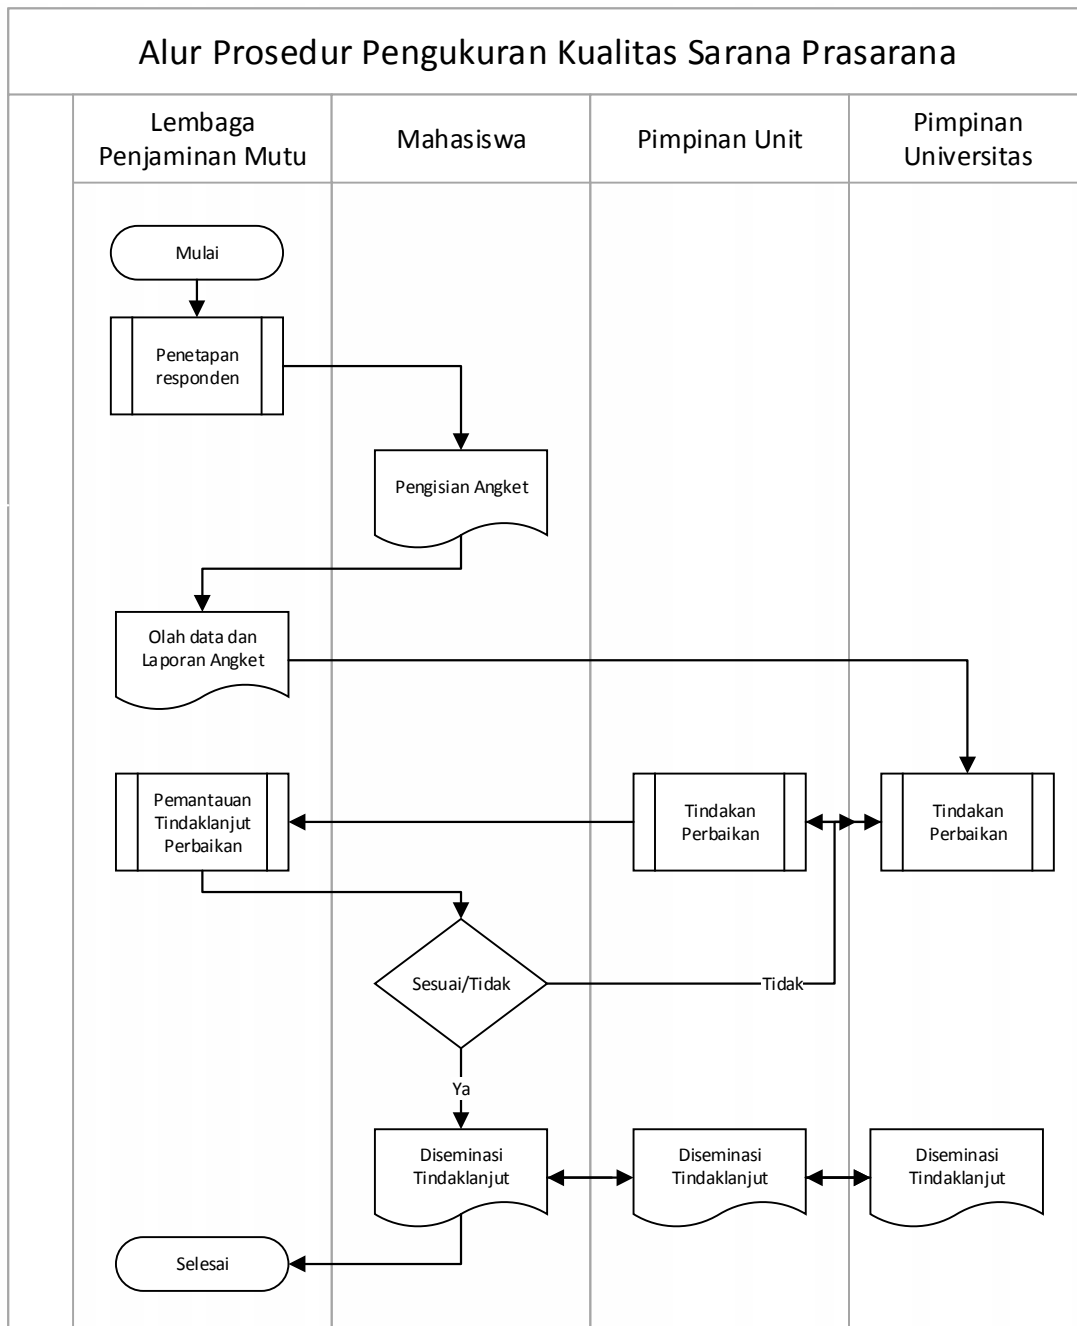 Alur Prosedur Pengukuran Kualitas Sarana Prasarana
Lembaga
Penjaminan Mutu
Mahasiswa
Pimpinan Unit
Pimpinan
Universitas
Mulai
Penetapan
responden
Pengisian Angket
Olah data dan
Laporan Angket
Pemantauan
Tindaklanjut
Perbaikan
Tindakan
Perbaikan
Tindakan
Perbaikan
Sesuai/Tidak
Tidak
Ya
Diseminasi
Tindaklanjut
Diseminasi
Tindaklanjut
Diseminasi
Tindaklanjut
Selesai